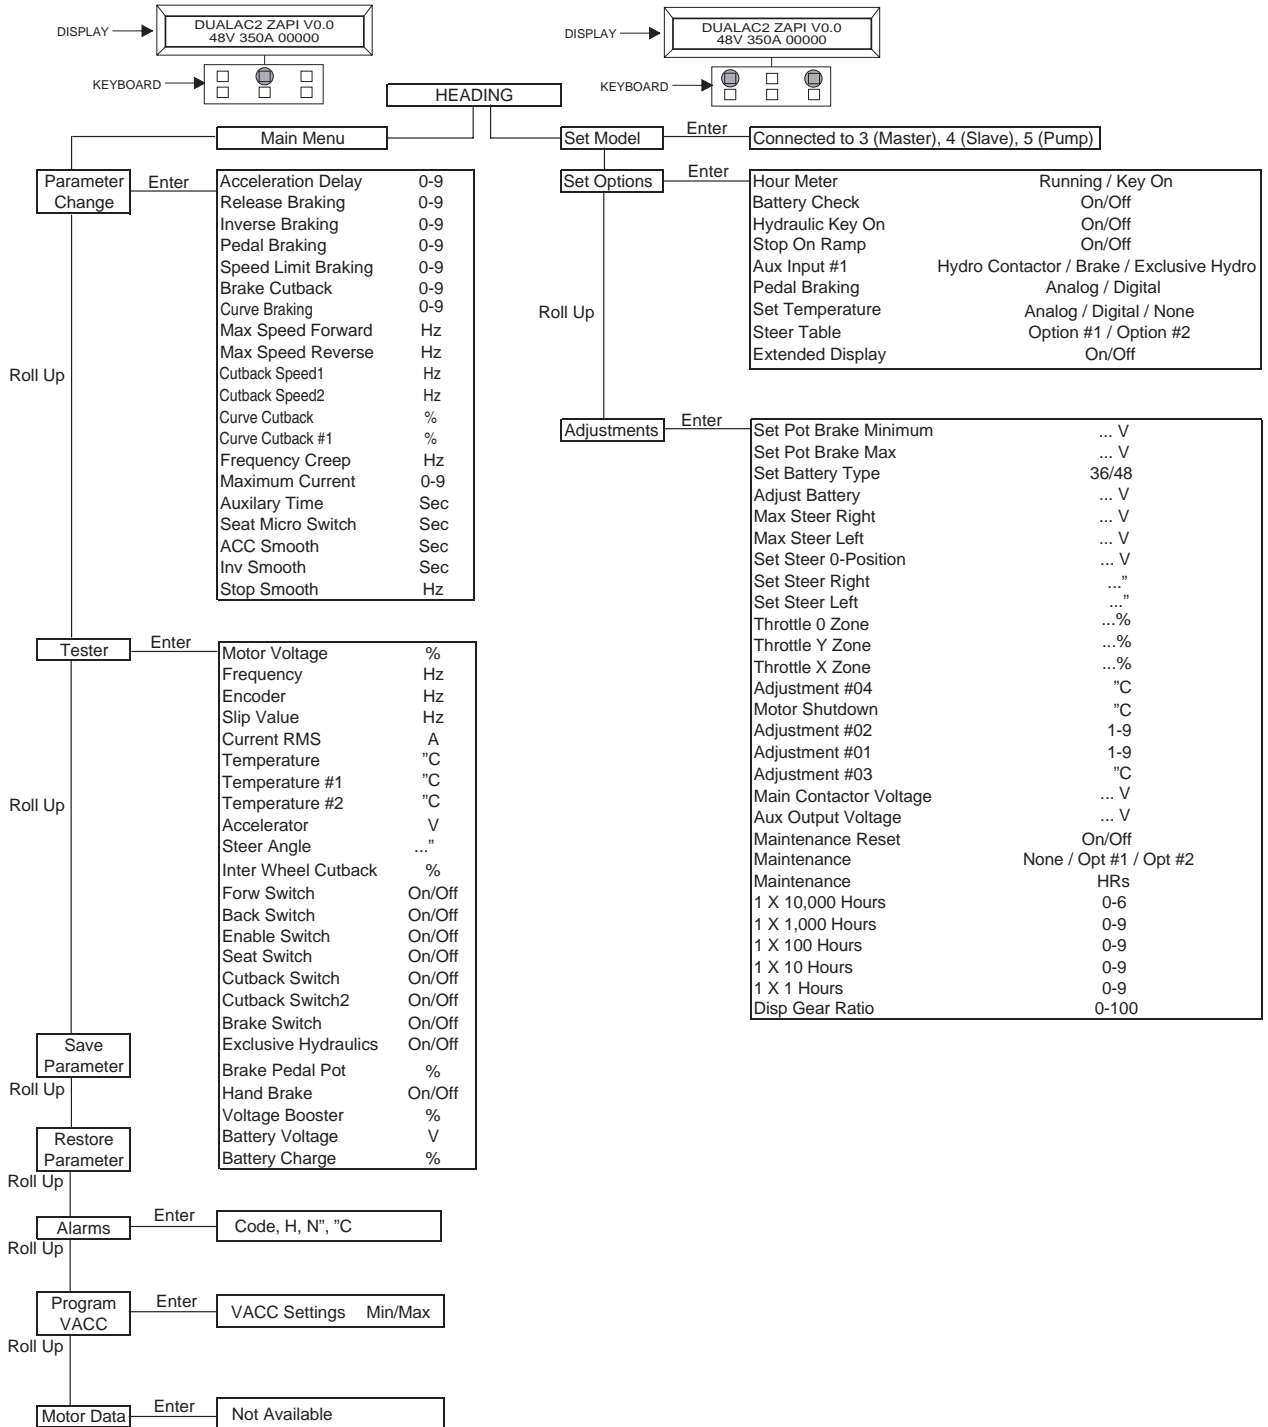 DISPLAY
DUALAC2 ZAPI V0.0
48V 350A 00000
KEYBOARD
DISPLAY
DUALAC2 ZAPI V0.0
48V 350A 00000
KEYBOARD
HEADING
Main Menu
Parameter
Change
Enter
Acceleration Delay 0-9
Release Braking 0-9
Inverse Braking 0-9
Pedal Braking 0-9
Speed Limit Braking 0-9
Brake Cutback 0-9
Curve Braking 0-9
Max Speed Forward Hz
Max Speed Reverse Hz
Cutback Speed1 Hz
Cutback Speed2 Hz
Curve Cutback %
Curve Cutback #1 %
Frequency Creep Hz
Maximum Current 0-9
Auxilary Time Sec
Seat Micro Switch Sec
ACC Smooth Sec
Inv Smooth Sec
Stop Smooth Hz
Roll Up
Tester
Enter
Motor Voltage %
Frequency Hz
Encoder Hz
Slip Value Hz
Current RMS A
Temperature ”C
Temperature #1 ”C
Temperature #2 ”C
Accelerator V
Steer Angle ...”
Inter Wheel Cutback %
Forw Switch On/Off
Back Switch On/Off
Enable Switch On/Off
Seat Switch On/Off
Cutback Switch On/Off
Cutback Switch2 On/Off
Brake Switch On/Off
Exclusive Hydraulics On/Off
Brake Pedal Pot %
Hand Brake On/Off
Voltage Booster %
Battery Voltage V
Battery Charge %
Roll Up
Save
Parameter
Roll Up
Restore
Parameter
Roll Up
Alarms
Enter
Code, H, N”, ”C
Roll Up
Program
VACC
Enter
VACC Settings Min/Max
Roll Up
Motor Data
Enter
Not Available
Set Model
Enter
Connected to 3 (Master), 4 (Slave), 5 (Pump)
Set Options
Enter
Hour Meter Running / Key On
Battery Check On/Off
Hydraulic Key On On/Off
Stop On Ramp On/Off
Aux Input #1 Hydro Contactor / Brake / Exclusive Hydro
Pedal Braking Analog / Digital
Set Temperature Analog / Digital / None
Steer Table Option #1 / Option #2
Extended Display On/Off
Roll Up
Adjustments
Enter
Set Pot Brake Minimum ... V
Set Pot Brake Max ... V
Set Battery Type 36/48
Adjust Battery ... V
Max Steer Right ... V
Max Steer Left ... V
Set Steer 0-Position ... V
Set Steer Right ...”
Set Steer Left ...”
Throttle 0 Zone ...%
Throttle Y Zone ...%
Throttle X Zone ...%
Adjustment #04 ”C
Motor Shutdown ”C
Adjustment #02 1-9
Adjustment #01 1-9
Adjustment #03 ”C
Main Contactor Voltage ... V
Aux Output Voltage ... V
Maintenance Reset On/Off
Maintenance None / Opt #1 / Opt #2
Maintenance HRs
1 X 10,000 Hours 0-6
1 X 1,000 Hours 0-9
1 X 100 Hours 0-9
1 X 10 Hours 0-9
1 X 1 Hours 0-9
Disp Gear Ratio 0-100